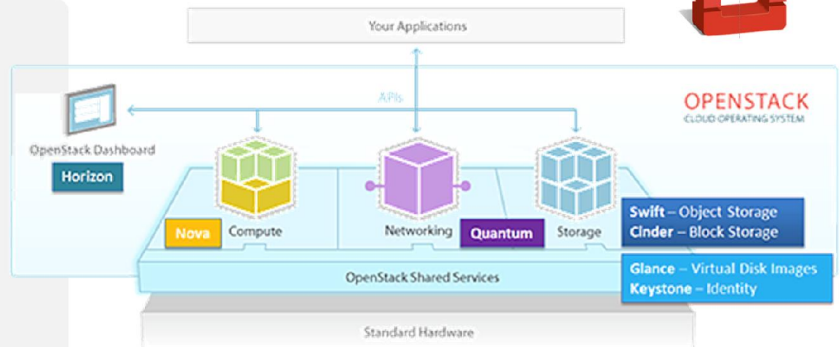 Your Applications
APIs
OPENSTACK
CLOUD OPERATING SYSTEM
OpenStack Dashboard
Horizon
Nova
Compute
Networking
Quantum
Storage
Swift – Object Storage
Cinder – Block Storage
OpenStack Shared Services
Glance – Virtual Disk Images
Keystone – Identity
Standard Hardware